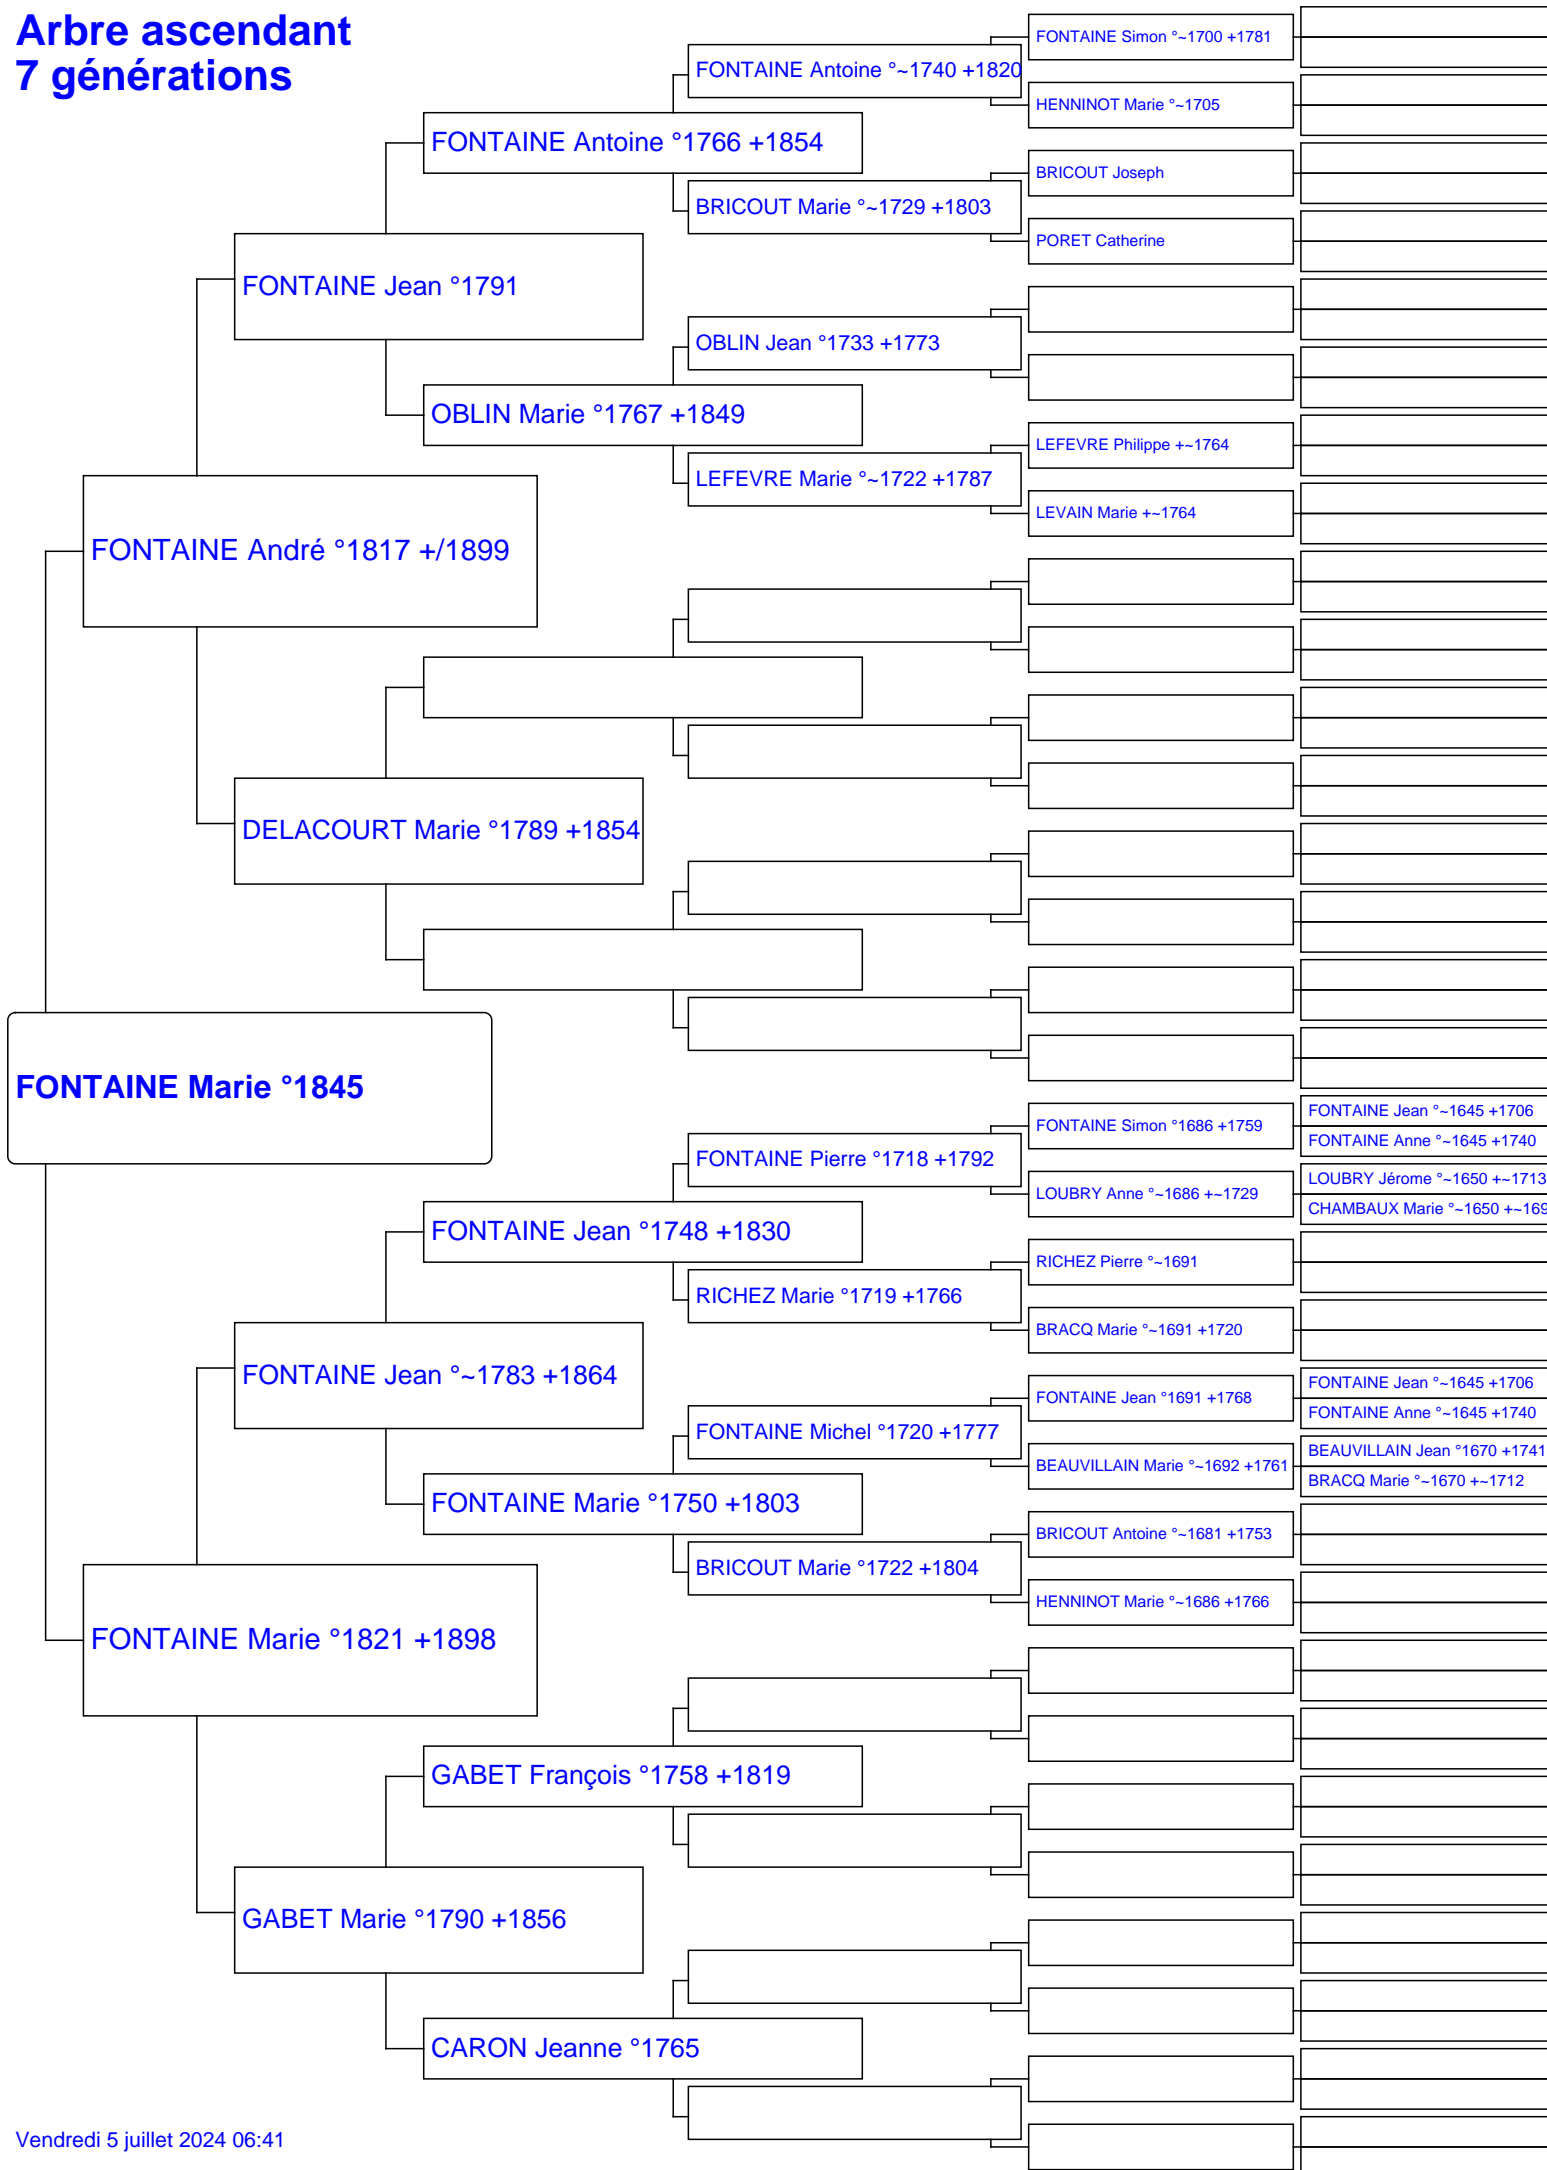 Arbre ascendant
7 générations
FONTAINE Simon °~1700 +1781
FONTAINE Antoine °~1740 +1820
HENNINOT Marie °~1705
FONTAINE Antoine °1766 +1854
BRICOUT Joseph
BRICOUT Marie °~1729 +1803
PORET Catherine
FONTAINE Jean °1791
OBLIN Jean °1733 +1773
OBLIN Marie °1767 +1849
LEFEVRE Philippe +~1764
LEFEVRE Marie °~1722 +1787
LEVAIN Marie +~1764
FONTAINE André °1817 +/1899
DELACOURT Marie °1789 +1854
FONTAINE Marie °1845
FONTAINE Jean °~1645 +1706
FONTAINE Simon °1686 +1759
FONTAINE Anne °~1645 +1740
FONTAINE Pierre °1718 +1792
LOUBRY Jérome °~1650 +~1713
LOUBRY Anne °~1686 +~1729
CHAMBAUX Marie °~1650 +~169
FONTAINE Jean °1748 +1830
RICHEZ Pierre °~1691
RICHEZ Marie °1719 +1766
BRACQ Marie °~1691 +1720
FONTAINE Jean °~1783 +1864
FONTAINE Jean °~1645 +1706
FONTAINE Jean °1691 +1768
FONTAINE Anne °~1645 +1740
FONTAINE Michel °1720 +1777
BEAUVILLAIN Jean °1670 +1741
BEAUVILLAIN Marie °~1692 +1761
BRACQ Marie °~1670 +~1712
FONTAINE Marie °1750 +1803
BRICOUT Antoine °~1681 +1753
BRICOUT Marie °1722 +1804
HENNINOT Marie °~1686 +1766
FONTAINE Marie °1821 +1898
GABET François °1758 +1819
GABET Marie °1790 +1856
CARON Jeanne °1765
Vendredi 5 juillet 2024 06:41